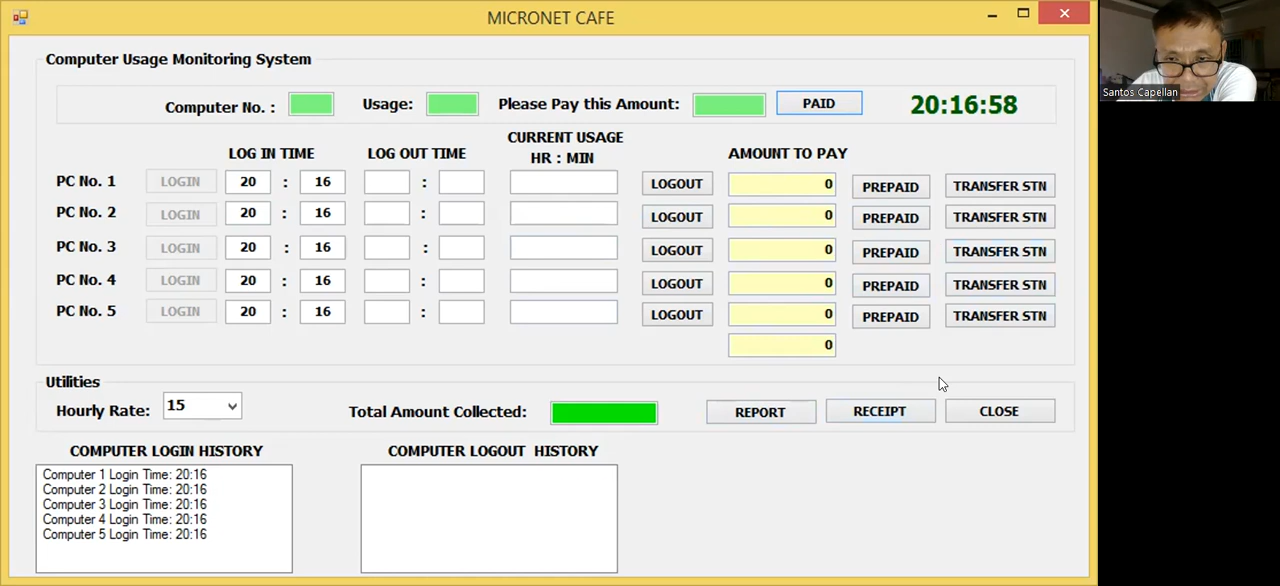 MICRONET CAFE
Santos Capellan
Computer Usage Monitoring System
Computer No. : Usage: Please Pay this Amount: PAID 20:16:58
LOG IN TIME LOG OUT TIME CURRENT USAGE HR : MIN AMOUNT TO PAY
PC No. 1 LOGIN 20 : 16 : LOGOUT 0 PREPAID TRANSFER STN
PC No. 2 LOGIN 20 : 16 : LOGOUT 0 PREPAID TRANSFER STN
PC No. 3 LOGIN 20 : 16 : LOGOUT 0 PREPAID TRANSFER STN
PC No. 4 LOGIN 20 : 16 : LOGOUT 0 PREPAID TRANSFER STN
PC No. 5 LOGIN 20 : 16 : LOGOUT 0 PREPAID TRANSFER STN
0
Utilities
Hourly Rate: 15 Total Amount Collected: REPORT RECEIPT CLOSE
COMPUTER LOGIN HISTORY COMPUTER LOGOUT HISTORY
Computer 1 Login Time: 20:16
Computer 2 Login Time: 20:16
Computer 3 Login Time: 20:16
Computer 4 Login Time: 20:16
Computer 5 Login Time: 20:16